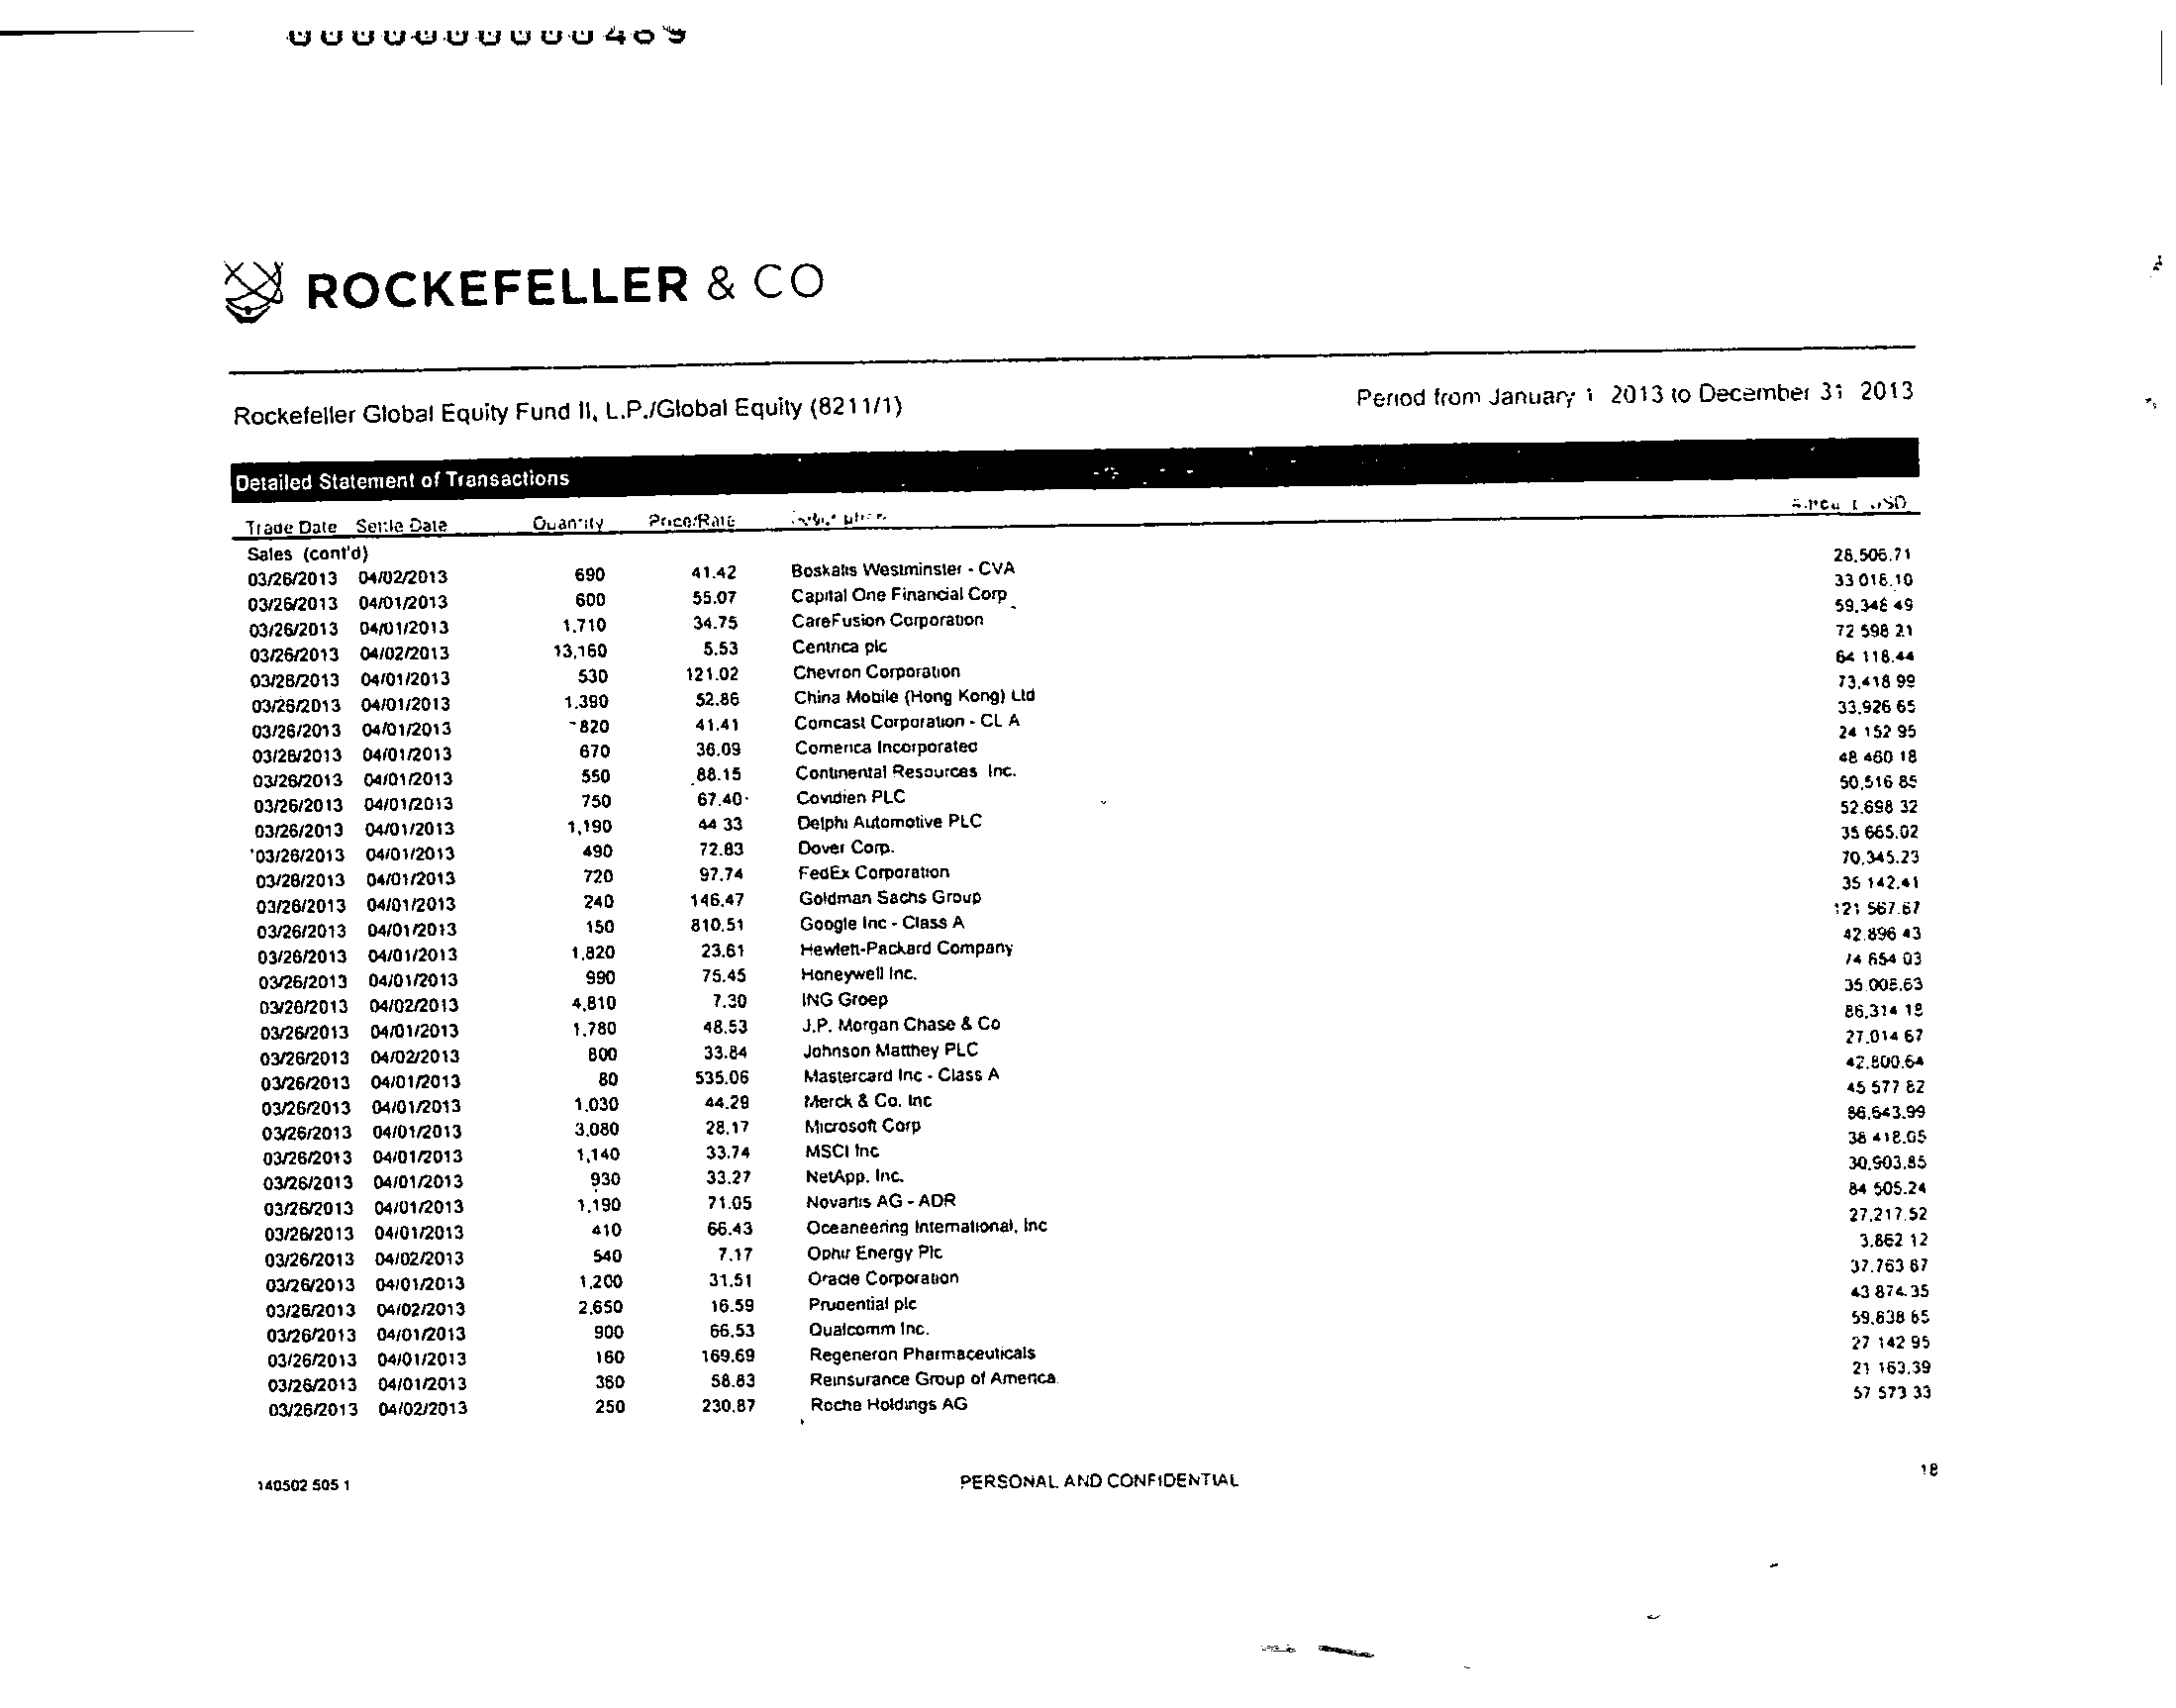 0000000000469
ROCKEFELLER & CO
Rockefeller Global Equity Fund II, L.P./Global Equity (8211/1) Period from January 1 2013 to December 31 2013
Detailed Statement of Transactions
Trade Date Settle Date Quantity Price/Rate USD
Sales (cont'd)
03/26/2013 04/02/2013 690 41.42 Boskalis Westminster - CVA 28,506.71
03/26/2013 04/01/2013 600 55.07 Capital One Financial Corp 33 018.10
03/26/2013 04/01/2013 1,710 34.75 CareFusion Corporation 59,348 49
03/26/2013 04/02/2013 13,160 5.53 Centrica plc 72 598 21
03/26/2013 04/01/2013 530 121.02 Chevron Corporation 64 118.44
03/26/2013 04/01/2013 1,390 52.86 China Mobile (Hong Kong) Ltd 73,418 99
03/26/2013 04/01/2013 820 41.41 Comcast Corporation - CL A 33,926 65
03/26/2013 04/01/2013 670 36.09 Comerica Incorporated 24 152 95
03/26/2013 04/01/2013 550 88.15 Continental Resources Inc. 48 460 18
03/26/2013 04/01/2013 750 67.40 Covidien PLC 50,516 85
03/26/2013 04/01/2013 1,190 44 33 Delphi Automotive PLC 52,698 32
03/26/2013 04/01/2013 490 72.83 Dover Corp. 35 665.02
03/26/2013 04/01/2013 720 97.74 FedEx Corporation 70,345.23
03/26/2013 04/01/2013 240 146.47 Goldman Sachs Group 35 142.41
03/26/2013 04/01/2013 150 810.51 Google Inc - Class A 121 567.67
03/26/2013 04/01/2013 1,820 23.61 Hewlett-Packard Company 42,896 43
03/26/2013 04/01/2013 990 75.45 Honeywell Inc. 74 654 03
03/26/2013 04/02/2013 4,810 7.30 ING Groep 35 008.63
03/26/2013 04/01/2013 1,780 48.53 J.P. Morgan Chase & Co 86,314 18
03/26/2013 04/02/2013 800 33.84 Johnson Matthey PLC 27,014 67
03/26/2013 04/01/2013 80 535.06 Mastercard Inc - Class A 42,800.64
03/26/2013 04/01/2013 1,030 44.29 Merck & Co. Inc 45 577 82
03/26/2013 04/01/2013 3,080 28.17 Microsoft Corp 86,643.99
03/26/2013 04/01/2013 1,140 33.74 MSCI Inc 38 418.05
03/26/2013 04/01/2013 930 33.27 NetApp, Inc. 30,903.85
03/26/2013 04/01/2013 1,190 71.05 Novartis AG - ADR 84 505.24
03/26/2013 04/01/2013 410 66.43 Oceaneering International, Inc 27,217.52
03/26/2013 04/02/2013 540 7.17 Ophir Energy Plc 3,862 12
03/26/2013 04/01/2013 1,200 31.51 Oracle Corporation 37,763 87
03/26/2013 04/02/2013 2,650 16.59 Prudential plc 43 874.35
03/26/2013 04/01/2013 900 66.53 Qualcomm Inc. 59,838 65
03/26/2013 04/01/2013 160 169.69 Regeneron Pharmaceuticals 27 142 95
03/26/2013 04/01/2013 360 58.83 Reinsurance Group of America 21 163.39
03/26/2013 04/02/2013 250 230.87 Roche Holdings AG 57 573 33
140502 505 1 PERSONAL AND CONFIDENTIAL 18